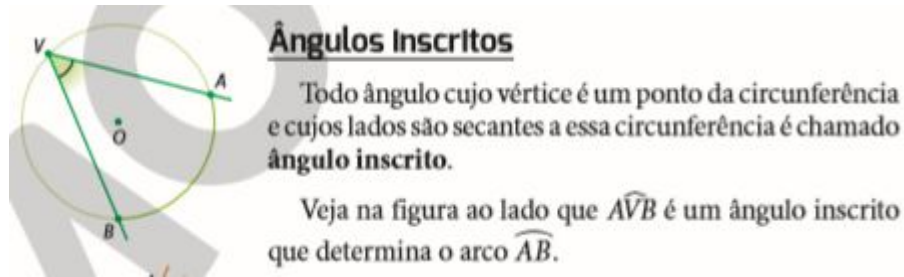 Ângulos Inscritos
Todo ângulo cujo vértice é um ponto da circunferência
e cujos lados são secantes a essa circunferência é chamado
ângulo inscrito.
Veja na figura ao lado que AV̂B é um ângulo inscrito
que determina o arco A͡B.
V
A
O
B